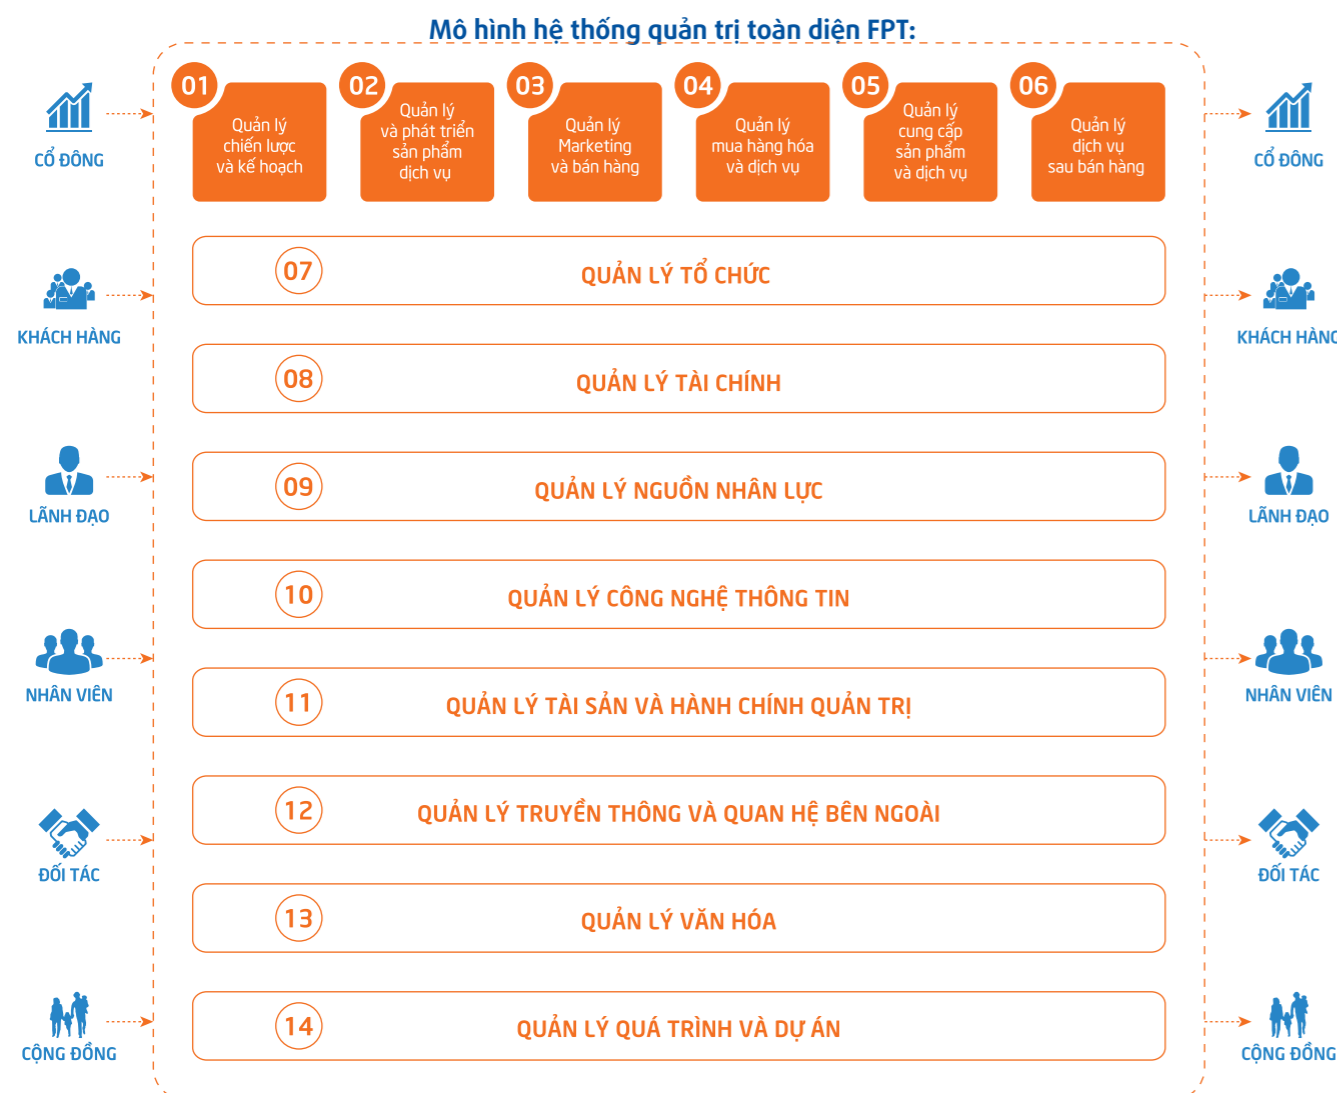 Mô hình hệ thống quản trị toàn diện FPT:
01
Quản lý
chiến lược
và kế hoạch
02
Quản lý
và phát triển
sản phẩm
dịch vụ
03
Quản lý
Marketing
và bán hàng
04
Quản lý
mua hàng hóa
và dịch vụ
05
Quản lý
cung cấp
sản phẩm
và dịch vụ
06
Quản lý
dịch vụ
sau bán hàng
CỔ ĐÔNG
KHÁCH HÀNG
LÃNH ĐẠO
NHÂN VIÊN
ĐỐI TÁC
CỘNG ĐỒNG
07 QUẢN LÝ TỔ CHỨC
08 QUẢN LÝ TÀI CHÍNH
09 QUẢN LÝ NGUỒN NHÂN LỰC
10 QUẢN LÝ CÔNG NGHỆ THÔNG TIN
11 QUẢN LÝ TÀI SẢN VÀ HÀNH CHÍNH QUẢN TRỊ
12 QUẢN LÝ TRUYỀN THÔNG VÀ QUAN HỆ BÊN NGOÀI
13 QUẢN LÝ VĂN HÓA
14 QUẢN LÝ QUÁ TRÌNH VÀ DỰ ÁN
CỔ ĐÔNG
KHÁCH HÀNG
LÃNH ĐẠO
NHÂN VIÊN
ĐỐI TÁC
CỘNG ĐỒNG